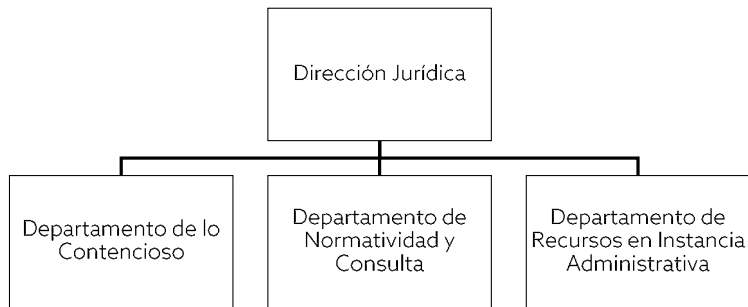 Dirección Jurídica
Departamento de lo
Contencioso
Departamento de
Normatividad y
Consulta
Departamento de
Recursos en Instancia
Administrativa